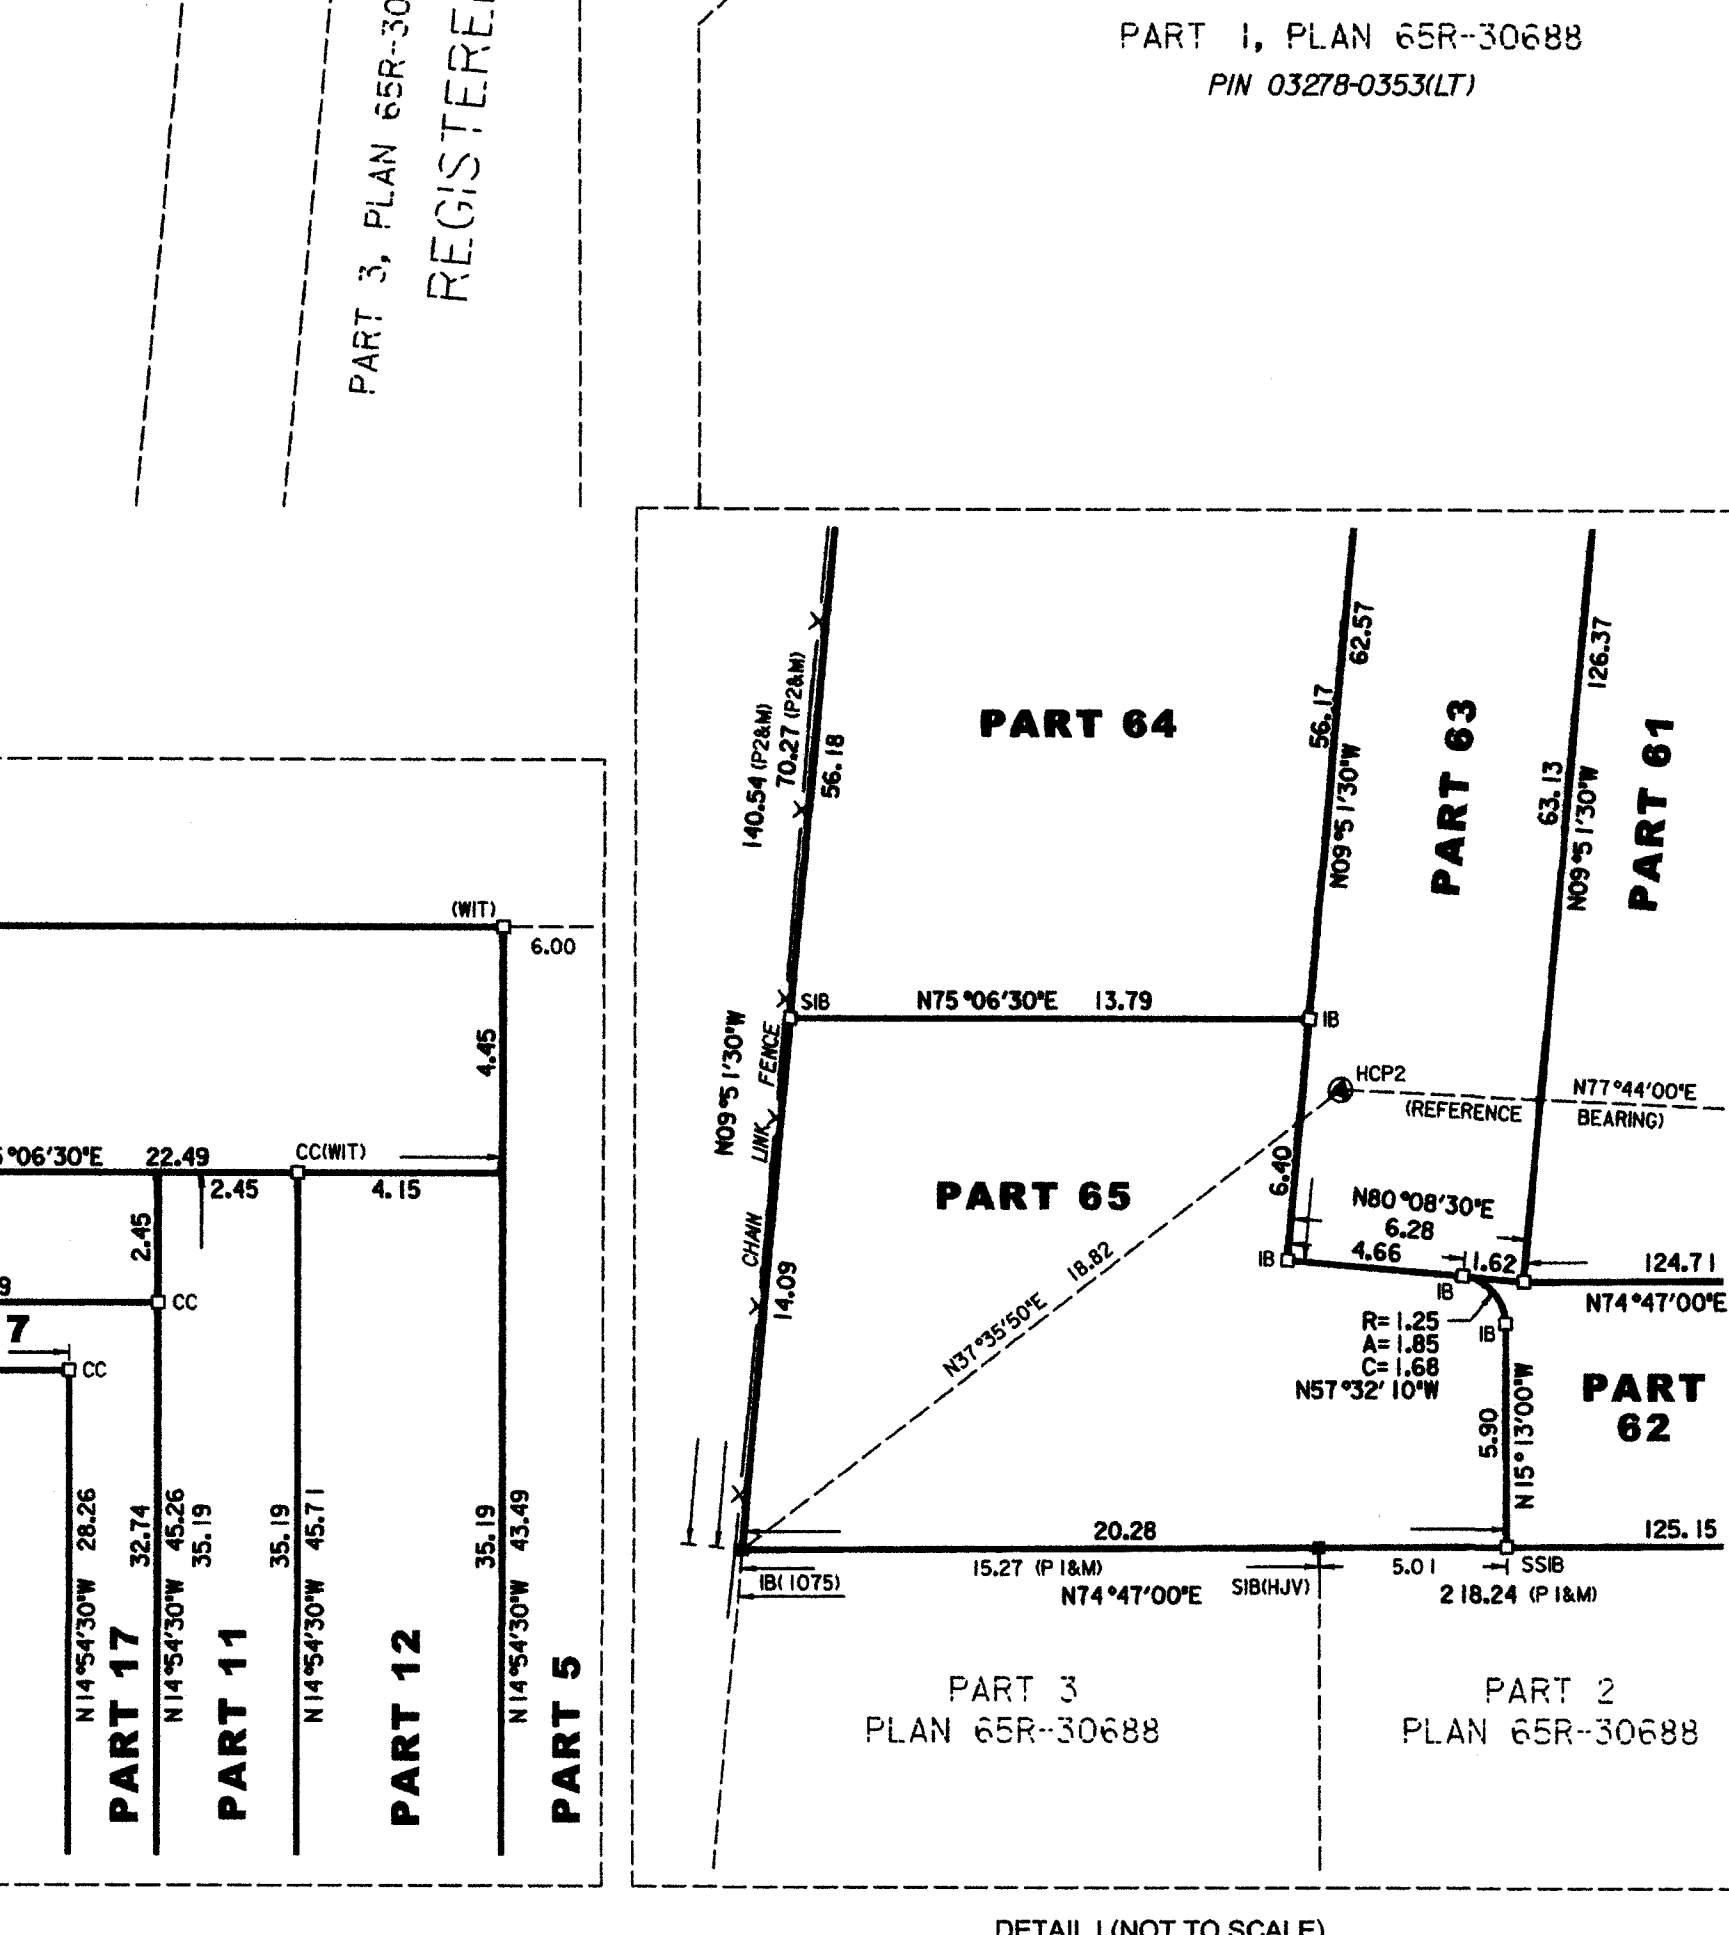 PART 1, PLAN 65R-30688
PIN 03278-0353(LT)
PART 3, PLAN 65R-30
REGISTERE
140.54 (P2&M)
70.27 (P2&M)
56.18
PART 64
56.17
62.57
N09°51'30"W
PART 63
63.13
126.37
N09°51'30"W
PART 61
SIB
N75°06'30"E 13.79
IB
N09°51'30"W
CHAIN LINK FENCE
14.09
HCP2
N77°44'00"E
(REFERENCE BEARING)
PART 65
6.40
N80°08'30"E
6.28
4.66
1.62
IB
IB
124.71
N74°47'00"E
18.82
N37°35'50"E
R=1.25
A=1.85
C=1.68
N57°32'10"W
IB
5.90
N15°13'00"W
PART
62
20.28
125.15
15.27 (P1&M)
5.01
SSIB
IB(1075)
N74°47'00"E
SIB(HJV)
218.24 (P1&M)
PART 3
PLAN 65R-30688
PART 2
PLAN 65R-30688
(WIT)
6.00
4.45
°06'30"E 22.49
CC(WIT)
2.45
4.15
2.45
9
CC
7
CC
N14°54'30"W 28.26
PART 17
32.74
N14°54'30"W 45.26
35.19
PART 11
35.19
N14°54'30"W 45.71
PART 12
35.19
N14°54'30"W 43.49
PART 5
DETAIL 1 (NOT TO SCALE)